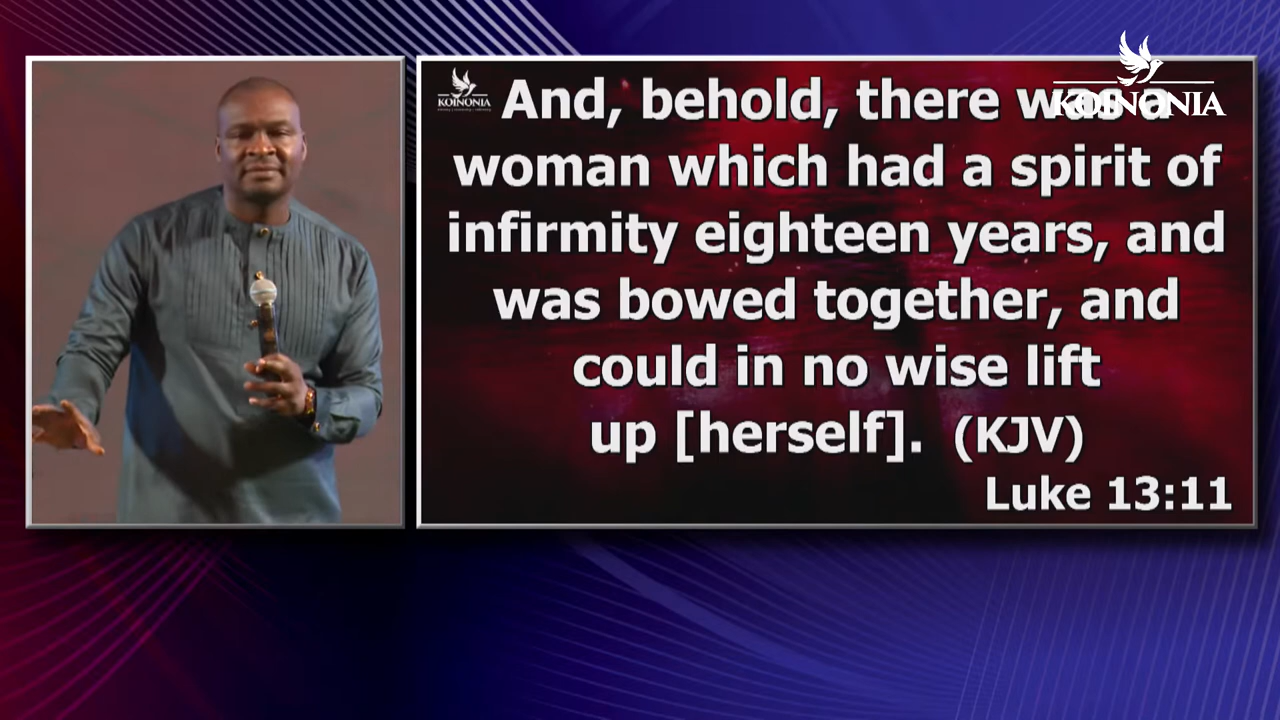 KOINONIA
KOINONIA
And, behold, there was a
woman which had a spirit of
infirmity eighteen years, and
was bowed together, and
could in no wise lift
up [herself]. (KJV)
Luke 13:11